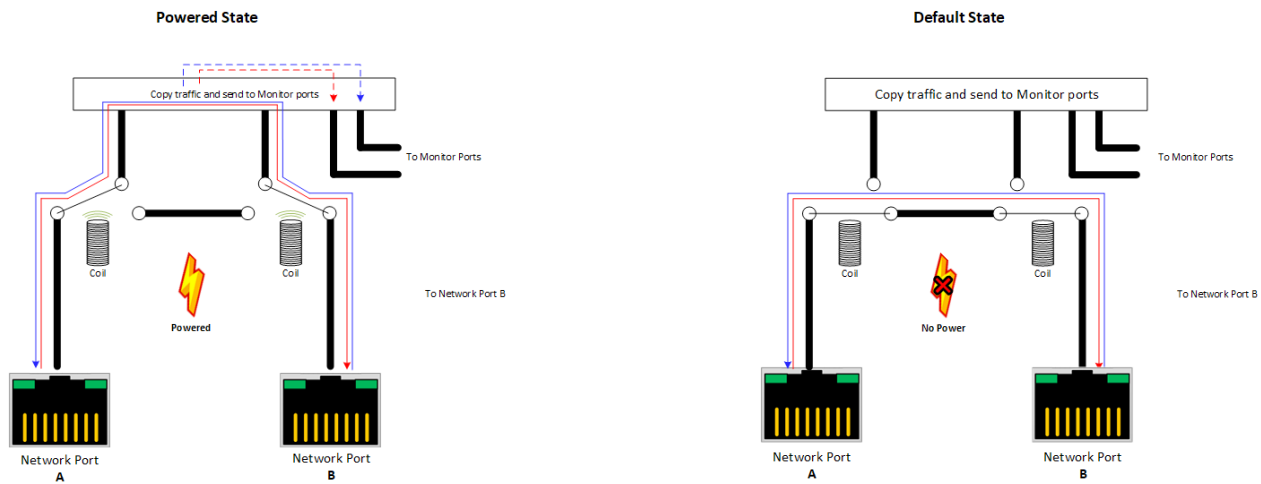 Powered State
Copy traffic and send to Monitor ports
To Monitor Ports
Coil
Coil
To Network Port B
Powered
Network Port
A
Network Port
B
Default State
Copy traffic and send to Monitor ports
To Monitor Ports
Coil
Coil
To Network Port B
No Power
Network Port
A
Network Port
B